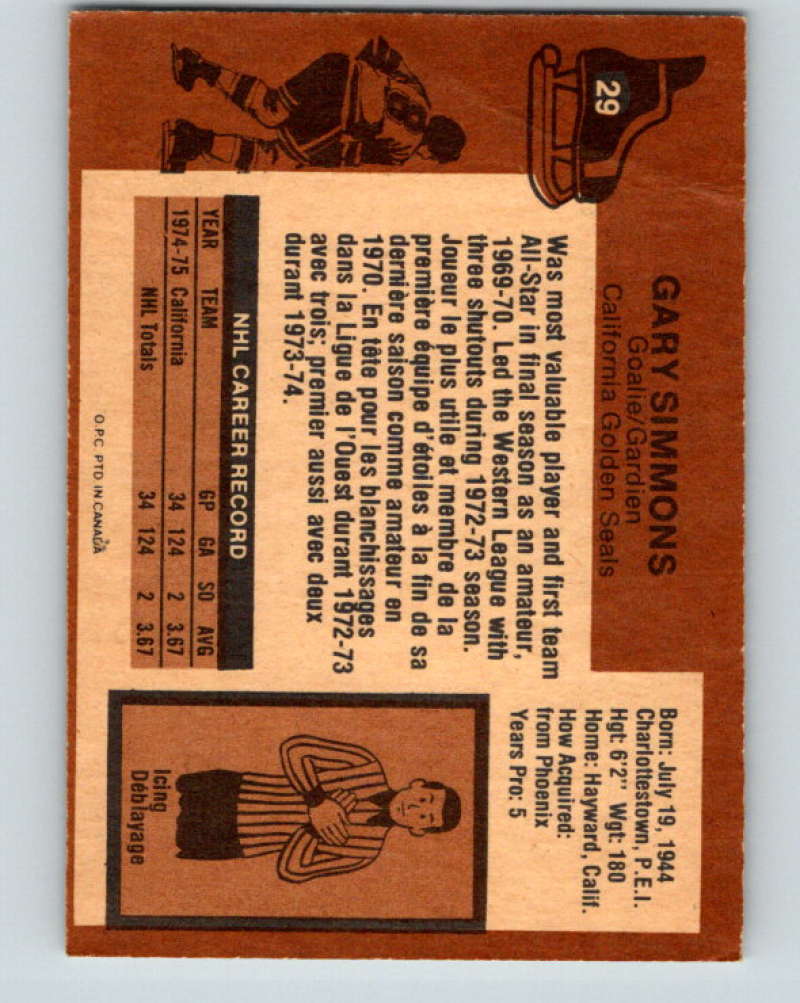 29
GARY SIMMONS
Goalie/Gardien
California Golden Seals
Born: July 19, 1944
Charlottestown, P.E.I.
Hgt: 6'2" Wgt: 180
Home: Hayward, Calif.
How Acquired:
from Phoenix
Years Pro: 5
Was most valuable player and first team
All-Star in final season as an amateur,
1969-70. Led the Western League with
three shutouts during 1972-73 season.
Joueur le plus utile et membre de la
première équipe d'étoiles à la fin de sa
dernière saison comme amateur en
1970. En tête pour les blanchissages
dans la Ligue de l'Ouest durant 1972-73
avec trois; premier aussi avec deux
durant 1973-74.
NHL CAREER RECORD
YEAR TEAM GP GA SO AVG
1974-75 California 34 124 2 3.67
NHL Totals 34 124 2 3.67
Icing
Déblayage
O.P.C. PTD IN CANADA